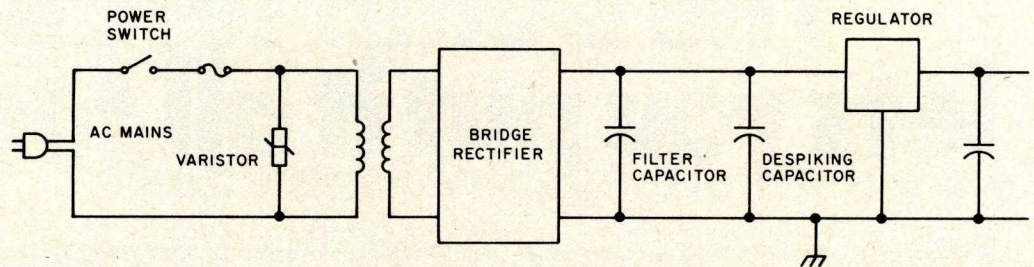 POWER
SWITCH
REGULATOR
AC MAINS
VARISTOR
BRIDGE
RECTIFIER
FILTER
CAPACITOR
DESPIKING
CAPACITOR